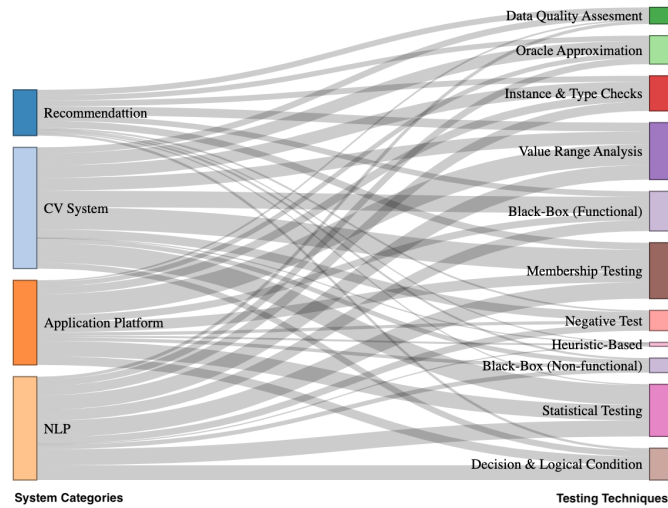 Recommendattion
CV System
Application Platform
NLP
System Categories
Data Quality Assesment
Oracle Approximation
Instance & Type Checks
Value Range Analysis
Black-Box (Functional)
Membership Testing
Negative Test
Heuristic-Based
Black-Box (Non-functional)
Statistical Testing
Decision & Logical Condition
Testing Techniques